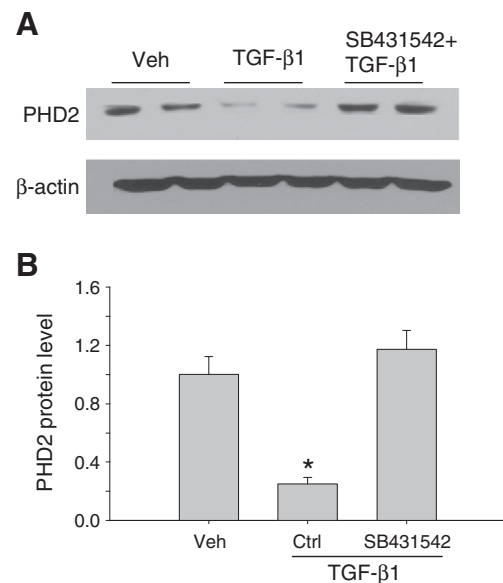 A
Veh
TGF-β1
SB431542+
TGF-β1
PHD2
β-actin
B
PHD2 protein level
1.6
1.2
0.8
0.4
0.0
*
Veh
Ctrl
SB431542
TGF-β1